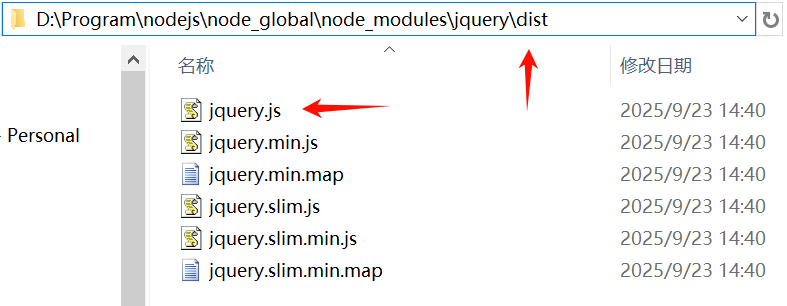 D:\Program\nodejs\node_global\node_modules\jquery\dist
名称 修改日期
jquery.js 2025/9/23 14:40
Personal jquery.min.js 2025/9/23 14:40
jquery.min.map 2025/9/23 14:40
jquery.slim.js 2025/9/23 14:40
jquery.slim.min.js 2025/9/23 14:40
jquery.slim.min.map 2025/9/23 14:40